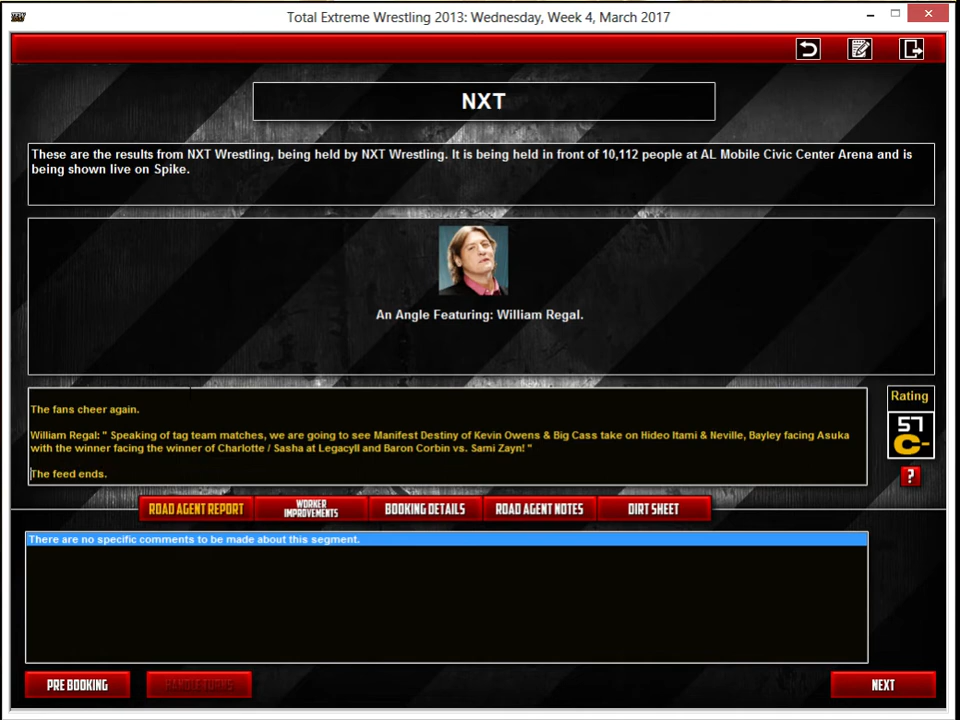 Total Extreme Wrestling 2013: Wednesday, Week 4, March 2017
NXT
These are the results from NXT Wrestling, being held by NXT Wrestling. It is being held in front of 10,112 people at AL Mobile Civic Center Arena and is
being shown live on Spike.
An Angle Featuring: William Regal.
The fans cheer again.
William Regal: " Speaking of tag team matches, we are going to see Manifest Destiny of Kevin Owens & Big Cass take on Hideo Itami & Neville, Bayley facing Asuka
with the winner facing the winner of Charlotte / Sasha at LegacyII and Baron Corbin vs. Sami Zayn! "
The feed ends.
Rating
57
C-
?
ROAD AGENT REPORT
WORKER
IMPROVEMENTS
BOOKING DETAILS
ROAD AGENT NOTES
DIRT SHEET
There are no specific comments to be made about this segment.
PRE BOOKING
HANDLE TURNS
NEXT